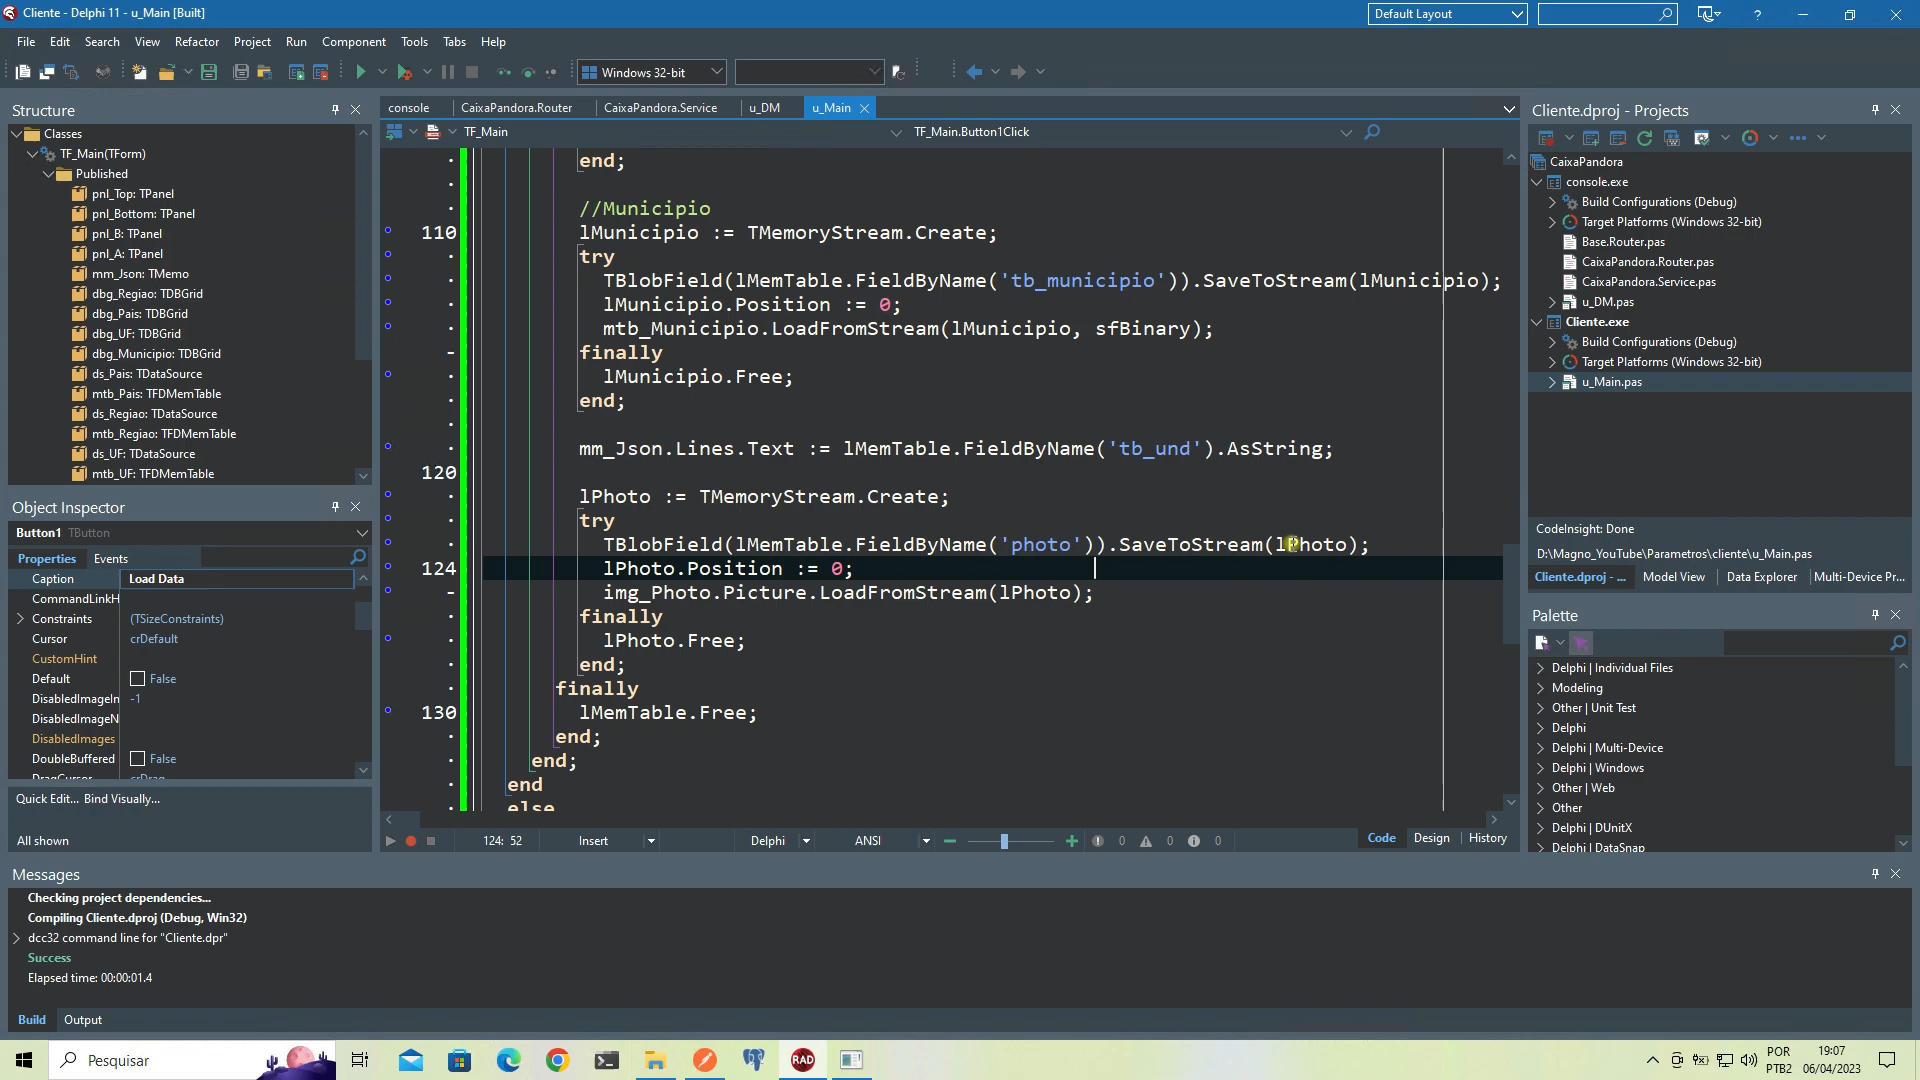 Cliente - Delphi 11 - u_Main [Built]
Default Layout
?
File Edit Search View Refactor Project Run Component Tools Tabs Help
Windows 32-bit
Structure
Classes
TF_Main(TForm)
Published
pnl_Top: TPanel
pnl_Bottom: TPanel
pnl_B: TPanel
pnl_A: TPanel
mm_Json: TMemo
dbg_Regiao: TDBGrid
dbg_Pais: TDBGrid
dbg_UF: TDBGrid
dbg_Municipio: TDBGrid
ds_Pais: TDataSource
mtb_Pais: TFDMemTable
ds_Regiao: TDataSource
mtb_Regiao: TFDMemTable
ds_UF: TDataSource
mtb_UF: TFDMemTable
Object Inspector
Button1 TButton
Properties Events
Caption Load Data
CommandLinkH
Constraints (TSizeConstraints)
Cursor crDefault
CustomHint
Default False
DisabledImageIn -1
DisabledImageN
DisabledImages
DoubleBuffered False
DragCursor crDrag
Quick Edit... Bind Visually...
All shown
console CaixaPandora.Router CaixaPandora.Service u_DM u_Main
TF_Main TF_Main.Button1Click
end;
//Municipio
110 lMunicipio := TMemoryStream.Create;
try
TBlobField(lMemTable.FieldByName('tb_municipio')).SaveToStream(lMunicipio);
lMunicipio.Position := 0;
mtb_Municipio.LoadFromStream(lMunicipio, sfBinary);
finally
lMunicipio.Free;
end;
mm_Json.Lines.Text := lMemTable.FieldByName('tb_und').AsString;
120
lPhoto := TMemoryStream.Create;
try
TBlobField(lMemTable.FieldByName('photo')).SaveToStream(lPhoto);
124 lPhoto.Position := 0;
img_Photo.Picture.LoadFromStream(lPhoto);
finally
lPhoto.Free;
end;
finally
130 lMemTable.Free;
end;
end;
end
else
124: 52 Insert Delphi ANSI 0 0 0 Code Design History
Cliente.dproj - Projects
CaixaPandora
console.exe
Build Configurations (Debug)
Target Platforms (Windows 32-bit)
Base.Router.pas
CaixaPandora.Router.pas
CaixaPandora.Service.pas
u_DM.pas
Cliente.exe
Build Configurations (Debug)
Target Platforms (Windows 32-bit)
u_Main.pas
CodeInsight: Done
D:\Magno_YouTube\Parametros\cliente\u_Main.pas
Cliente.dproj - ... Model View Data Explorer Multi-Device Pr...
Palette
Delphi | Individual Files
Modeling
Other | Unit Test
Delphi
Delphi | Multi-Device
Delphi | Windows
Other | Web
Other
Delphi | DUnitX
Delphi | DataSnap
Messages
Checking project dependencies...
Compiling Cliente.dproj (Debug, Win32)
dcc32 command line for "Cliente.dpr"
Success
Elapsed time: 00:00:01.4
Build Output
Pesquisar
RAD
POR
PTB2
19:07
06/04/2023